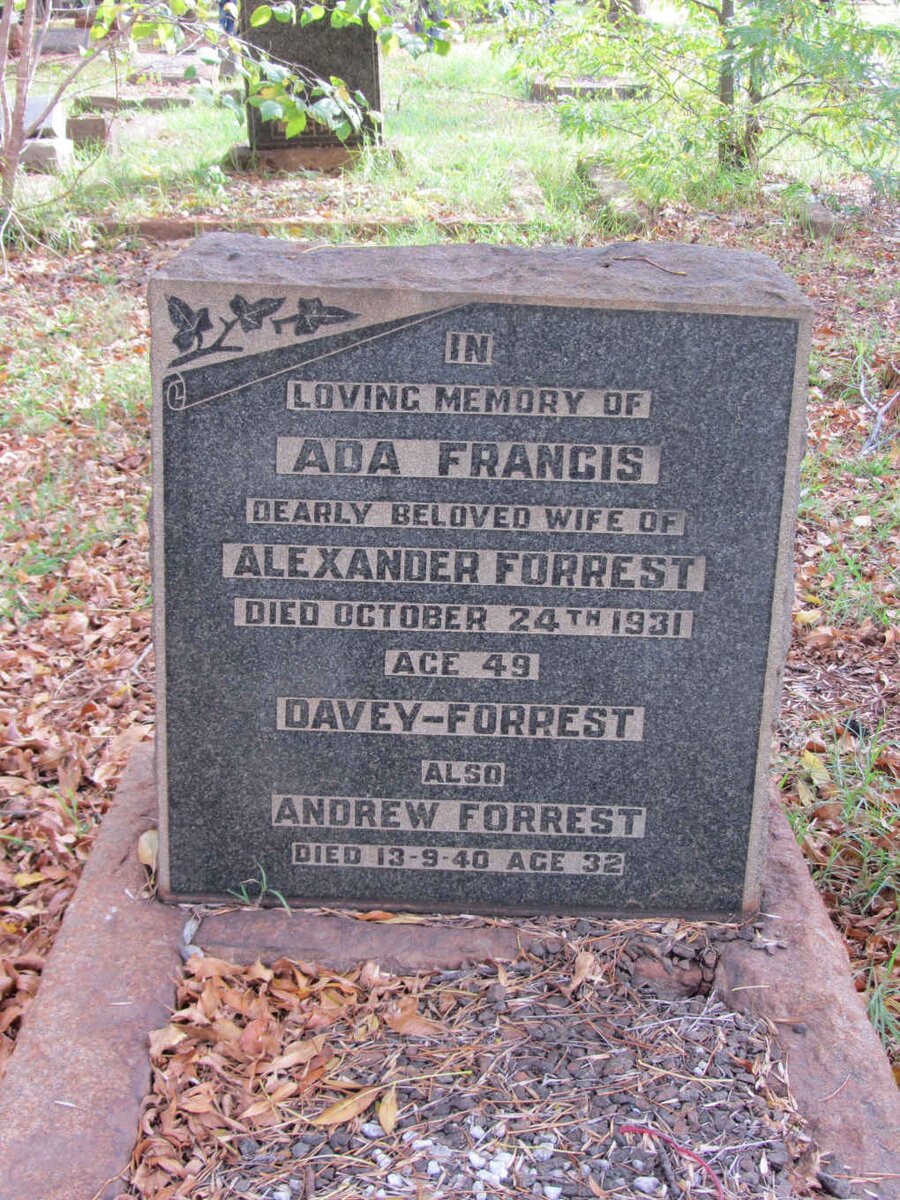 IN
LOVING MEMORY OF
ADA FRANCIS
DEARLY BELOVED WIFE OF
ALEXANDER FORREST
DIED OCTOBER 24TH 1931
AGE 49
DAVEY-FORREST
ALSO
ANDREW FORREST
DIED 13-9-40 AGE 32